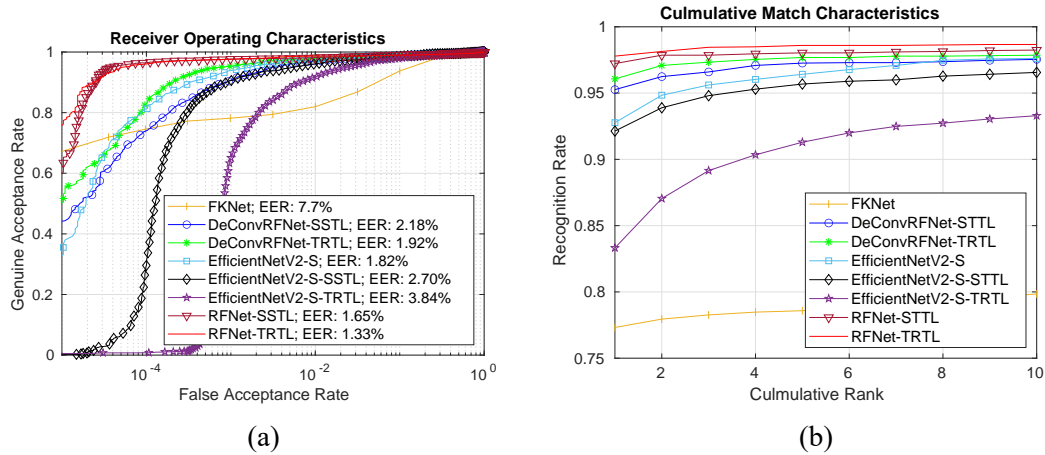 Receiver Operating Characteristics
Genuine Acceptance Rate
1
0.8
0.6
0.4
0.2
0
FKNet; EER: 7.7%
DeConvRFNet-SSTL; EER: 2.18%
DeConvRFNet-TRTL; EER: 1.92%
EfficientNetV2-S; EER: 1.82%
EfficientNetV2-S-SSTL; EER: 2.70%
EfficientNetV2-S-TRTL; EER: 3.84%
RFNet-SSTL; EER: 1.65%
RFNet-TRTL; EER: 1.33%
10^-4 10^-2 10^0
False Acceptance Rate
(a)
Culmulative Match Characteristics
Recognition Rate
1
0.95
0.9
0.85
0.8
0.75
FKNet
DeConvRFNet-STTL
DeConvRFNet-TRTL
EfficientNetV2-S
EfficientNetV2-S-STTL
EfficientNetV2-S-TRTL
RFNet-STTL
RFNet-TRTL
2 4 6 8 10
Culmulative Rank
(b)